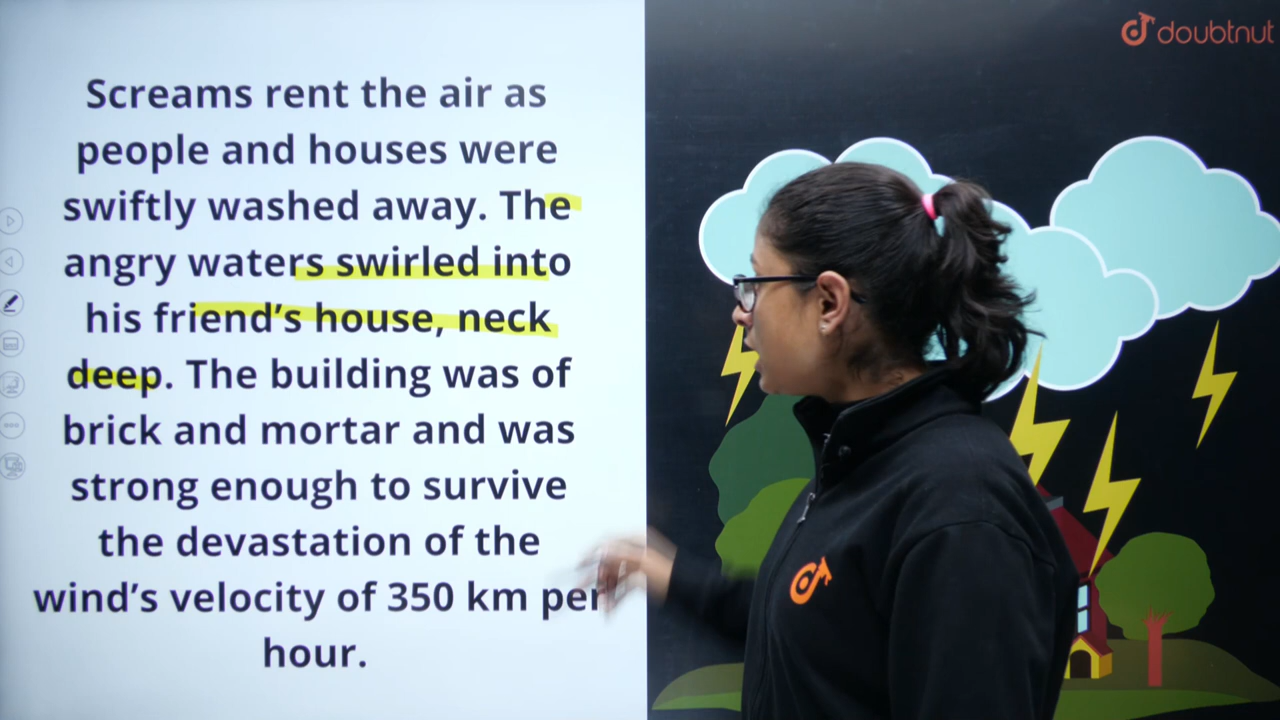 doubtnut
Screams rent the air as
people and houses were
swiftly washed away. The
angry waters swirled into
his friend's house, neck
deep. The building was of
brick and mortar and was
strong enough to survive
the devastation of the
wind's velocity of 350 km per
hour.